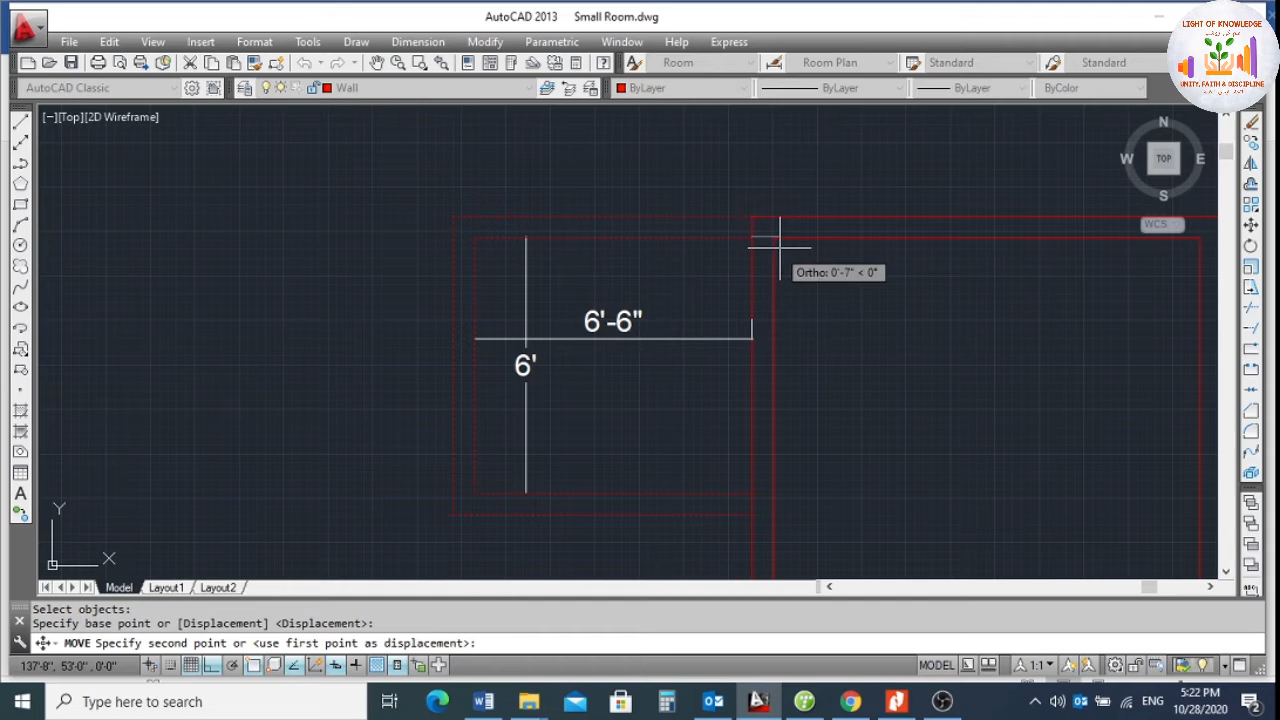 AutoCAD 2013 Small Room.dwg
LIGHT OF KNOWLEDGE
UNITY, FAITH & DISCIPLINE
File Edit View Insert Format Tools Draw Dimension Modify Parametric Window Help Express
Room Room Plan Standard Standard
AutoCAD Classic Wall ByLayer ByLayer ByLayer ByColor
[−][Top][2D Wireframe]
N
W TOP E
S
WCS
Ortho: 0'-7" < 0°
6'-6"
6'
Y
X
Model Layout1 Layout2
Select objects:
Specify base point or [Displacement] <Displacement>:
MOVE Specify second point or <use first point as displacement>:
137'-8", 53'-0", 0'-0" MODEL 1:1
Type here to search
ENG
5:22 PM
10/28/2020
2